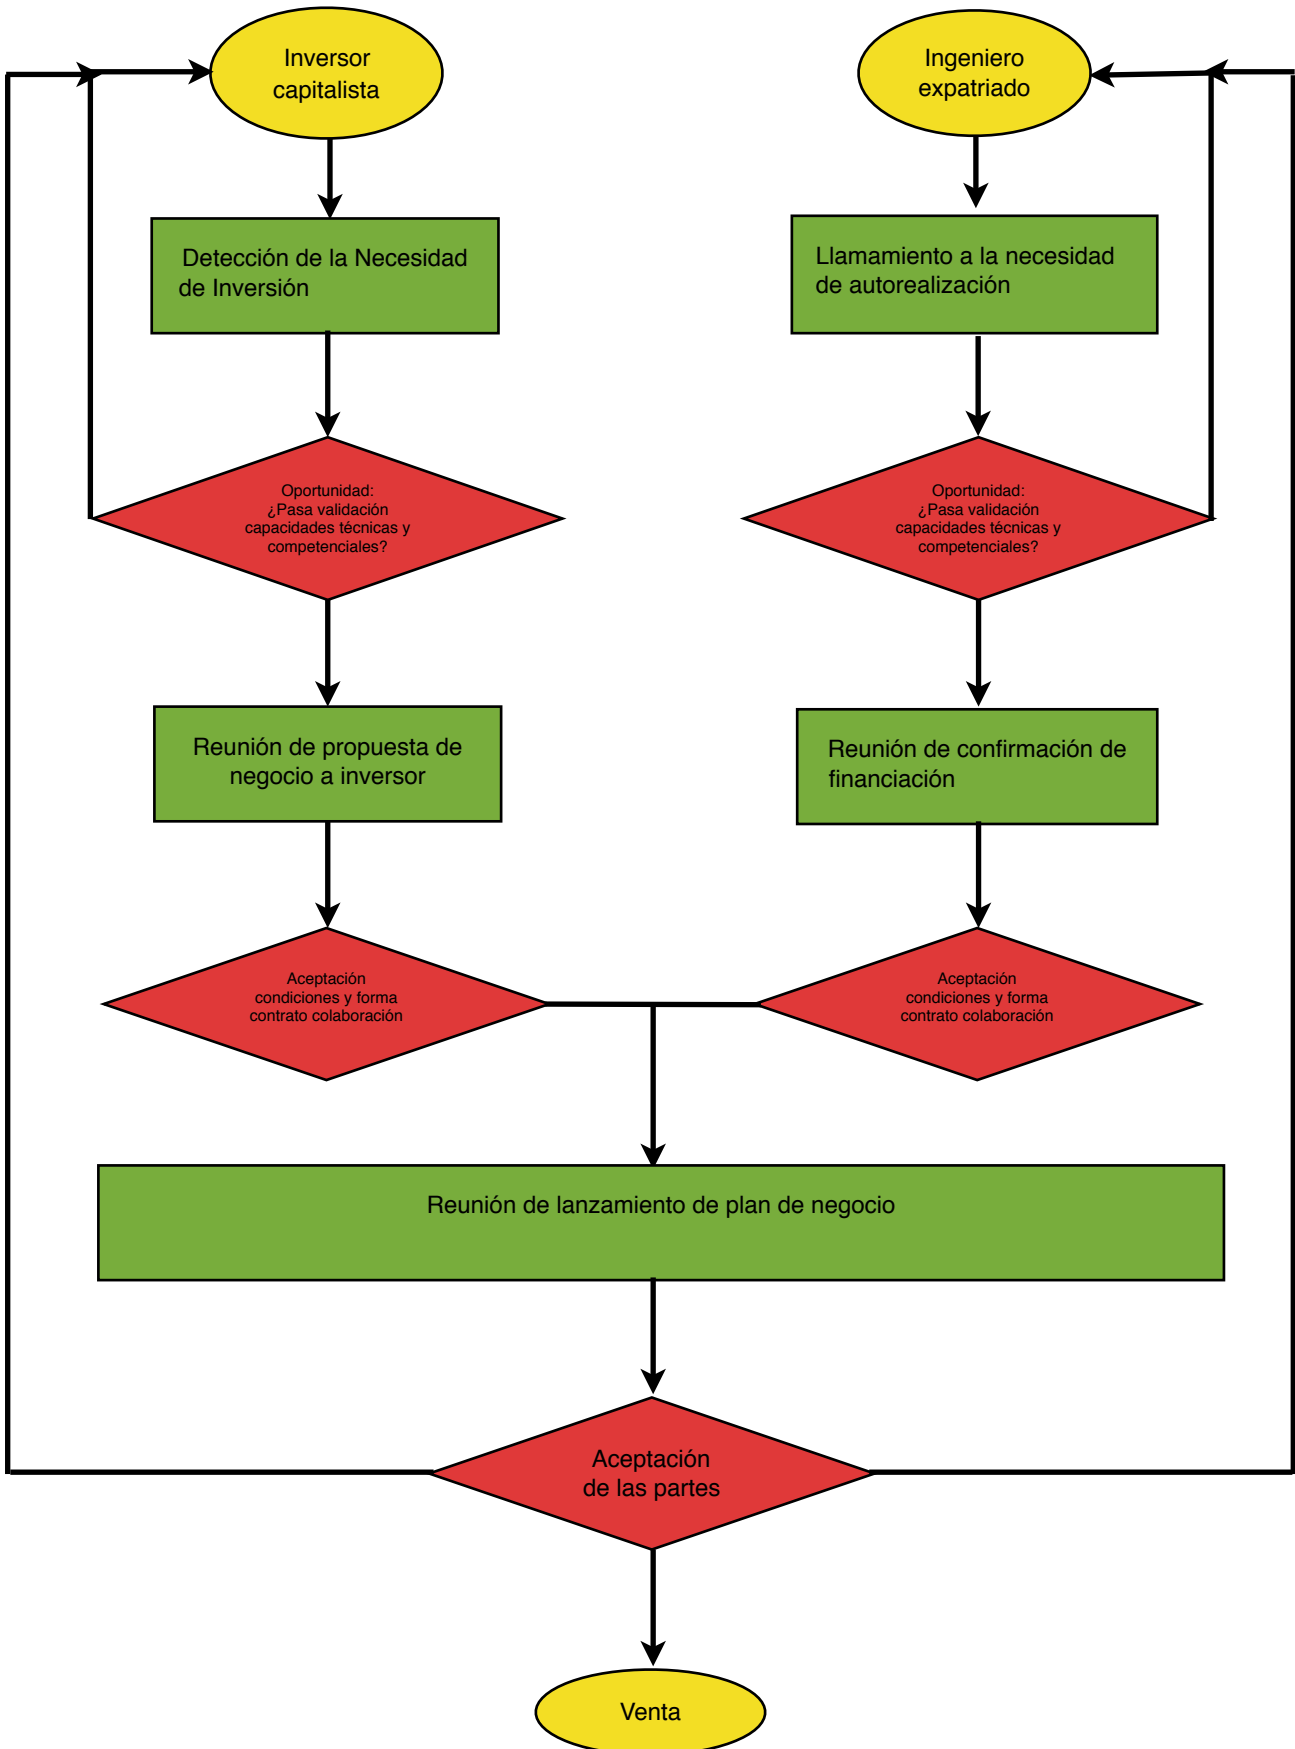 Inversor
capitalista
Ingeniero
expatriado
Detección de la Necesidad
de Inversión
Llamamiento a la necesidad
de autorealización
Oportunidad:
¿Pasa validación
capacidades técnicas y
competenciales?
Oportunidad:
¿Pasa validación
capacidades técnicas y
competenciales?
Reunión de propuesta de
negocio a inversor
Reunión de confirmación de
financiación
Aceptación
condiciones y forma
contrato colaboración
Aceptación
condiciones y forma
contrato colaboración
Reunión de lanzamiento de plan de negocio
Aceptación
de las partes
Venta